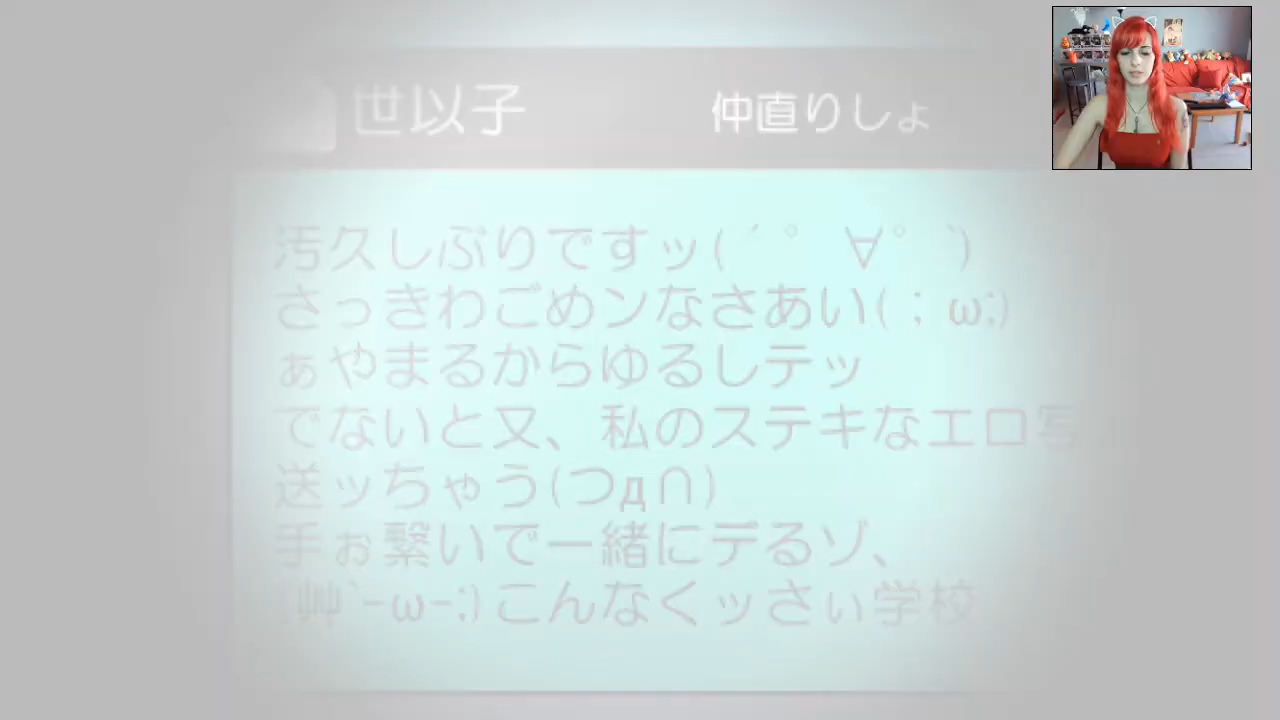 世以子 仲直りしょ
汚久しぶりですッ( ´ ゜ ∀゜ `)
さっきわごめンなさあい( ; ω;)
ぁやまるからゆるしテッ
でないと又、私のステキなエロ写
送ッちゃう(つд∩)
手ぉ繋いで一緒にデるゾ、
(艸`-ω-;)こんなくッさぃ学校